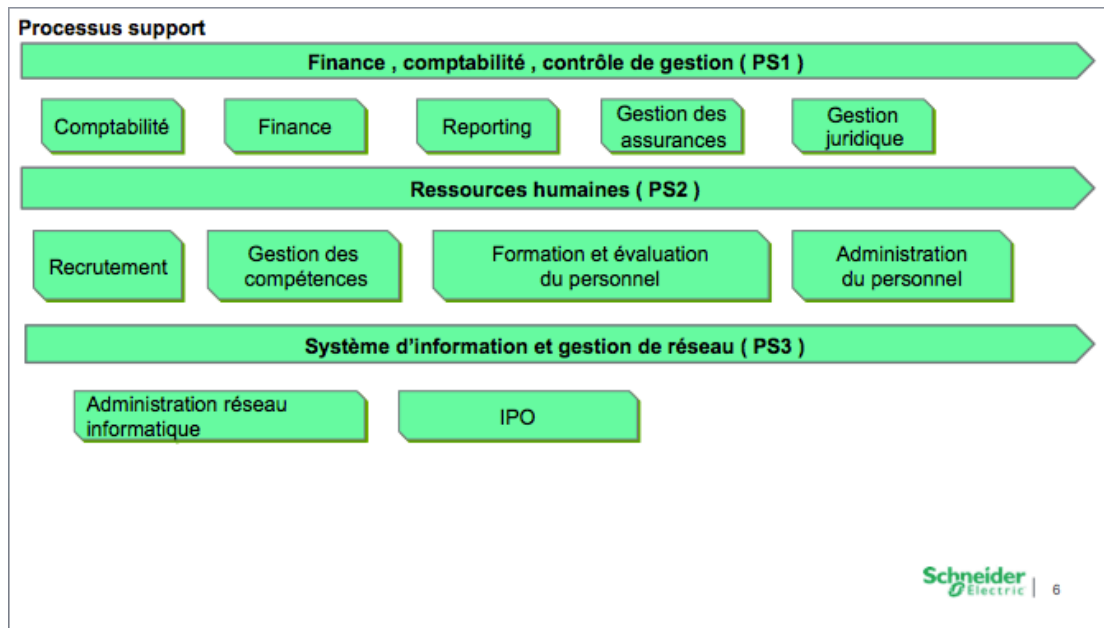 Processus support
Finance , comptabilité , contrôle de gestion ( PS1 )
Comptabilité
Finance
Reporting
Gestion des
assurances
Gestion
juridique
Ressources humaines ( PS2 )
Recrutement
Gestion des
compétences
Formation et évaluation
du personnel
Administration
du personnel
Système d’information et gestion de réseau ( PS3 )
Administration réseau
informatique
IPO
Schneider
Electric
6